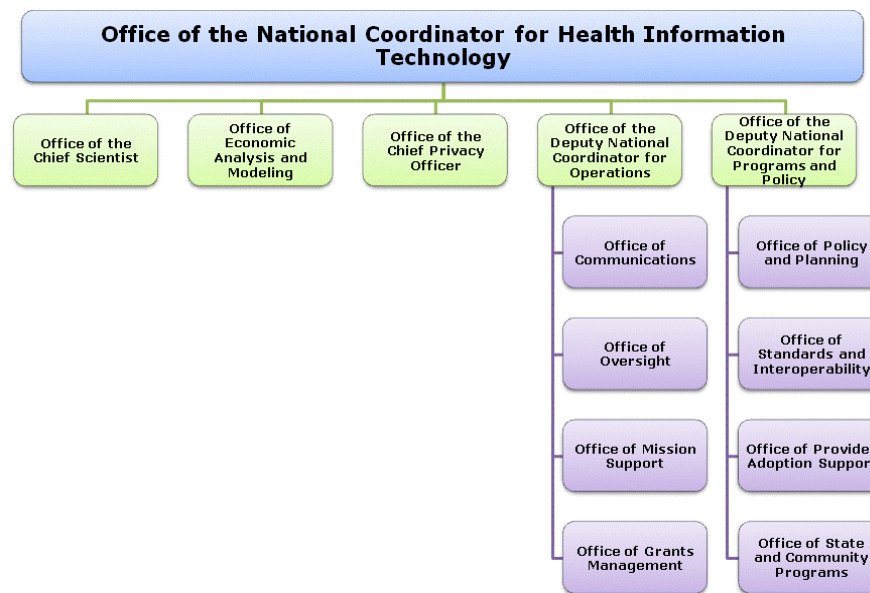 Office of the National Coordinator for Health Information
Technology
Office of the
Chief Scientist
Office of
Economic
Analysis and
Modeling
Office of the
Chief Privacy
Officer
Office of the
Deputy National
Coordinator for
Operations
Office of the
Deputy National
Coordinator for
Programs and
Policy
Office of
Communications
Office of
Oversight
Office of Mission
Support
Office of Grants
Management
Office of Policy
and Planning
Office of
Standards and
Interoperability
Office of Provide
Adoption Support
Office of State
and Community
Programs